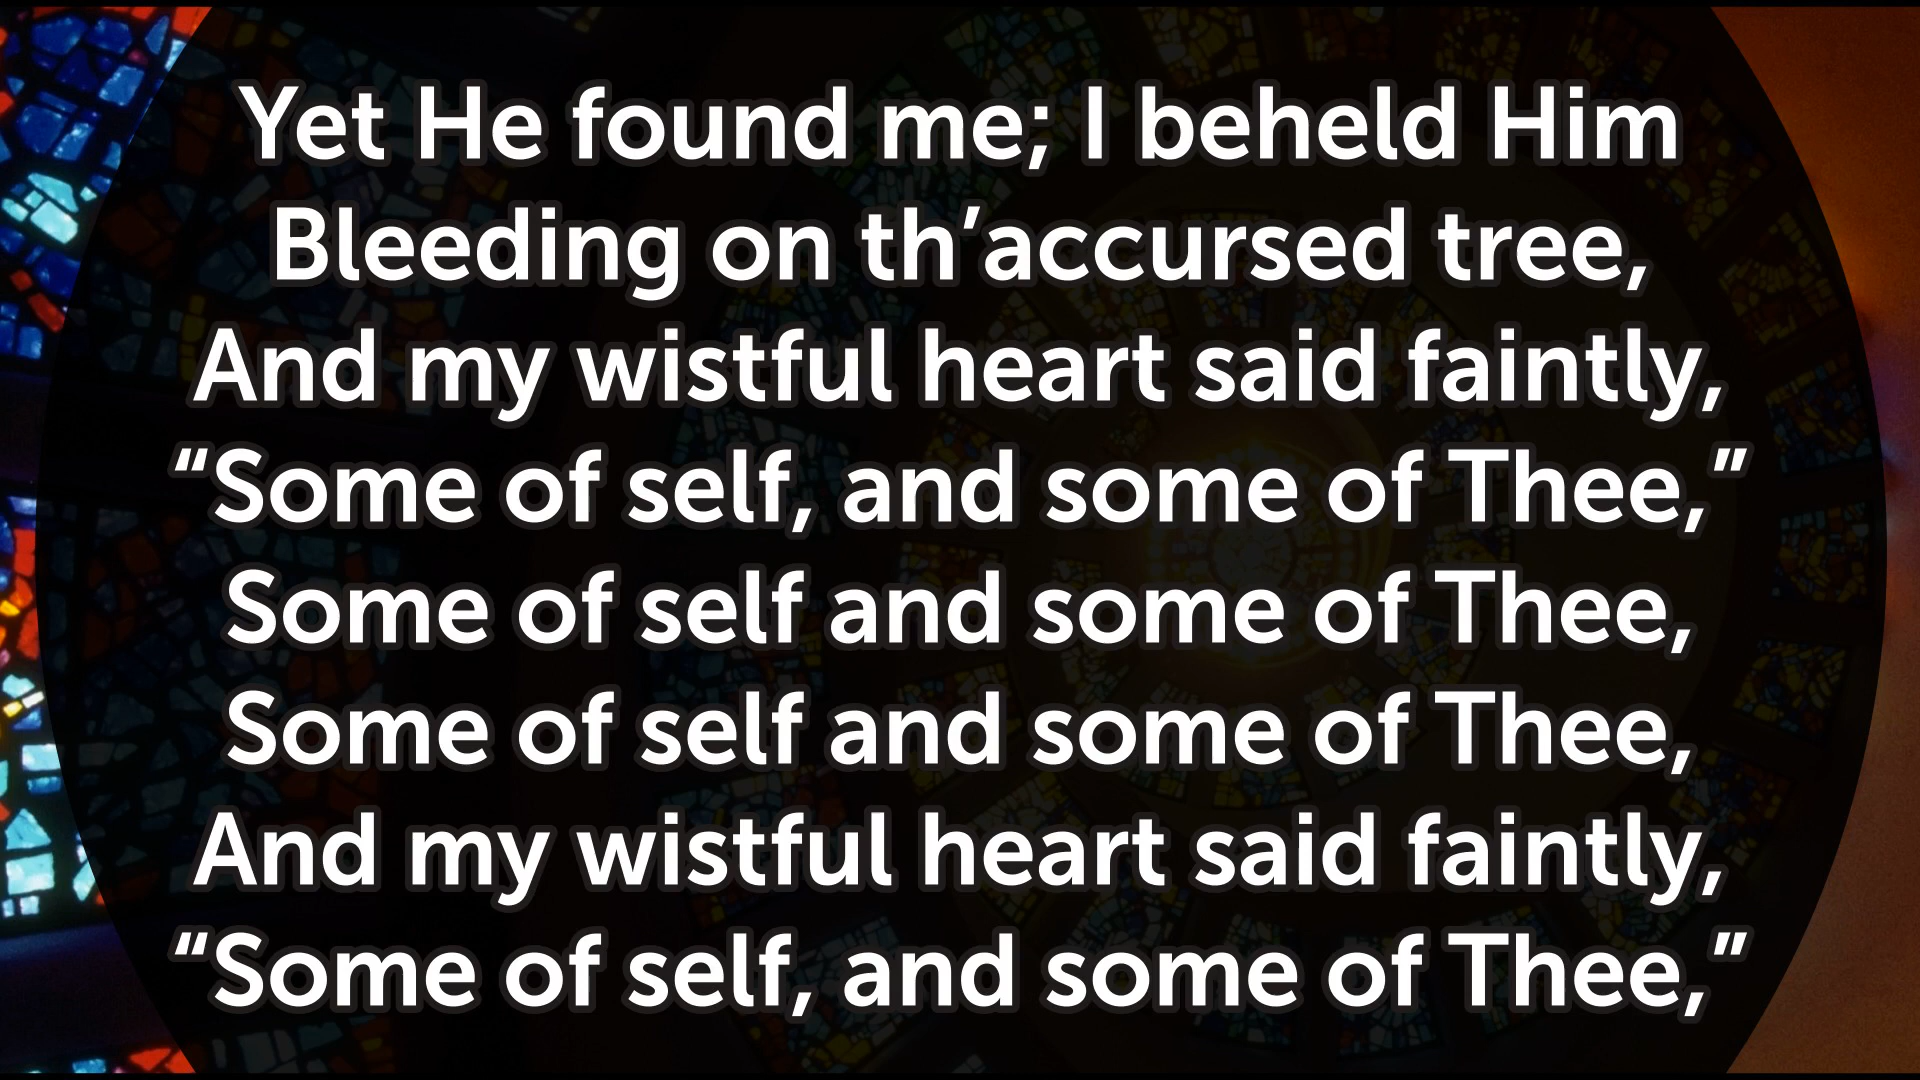 Yet He found me; I beheld Him
Bleeding on th’accursed tree,
And my wistful heart said faintly,
“Some of self, and some of Thee,”
Some of self and some of Thee,
Some of self and some of Thee,
And my wistful heart said faintly,
“Some of self, and some of Thee,”